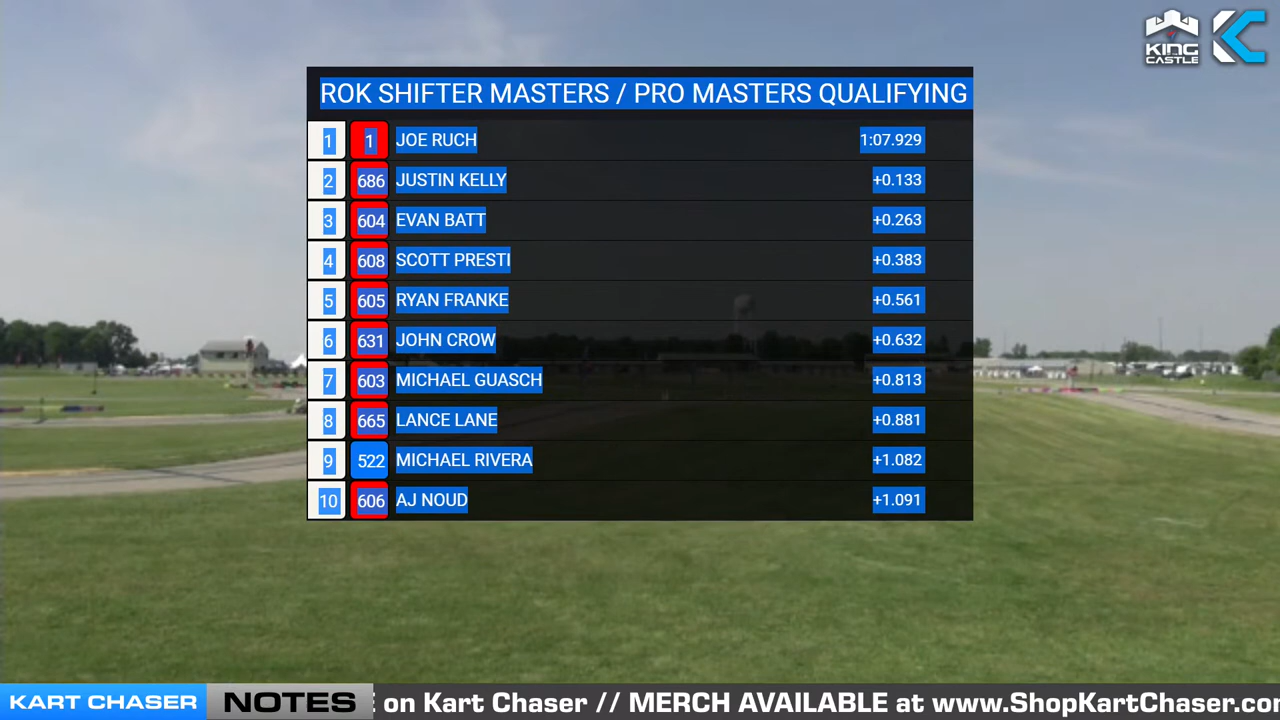 KING
CASTLE
KC
ROK SHIFTER MASTERS / PRO MASTERS QUALIFYING
1 1 JOE RUCH 1:07.929
2 686 JUSTIN KELLY +0.133
3 604 EVAN BATT +0.263
4 608 SCOTT PRESTI +0.383
5 605 RYAN FRANKE +0.561
6 631 JOHN CROW +0.632
7 603 MICHAEL GUASCH +0.813
8 665 LANCE LANE +0.881
9 522 MICHAEL RIVERA +1.082
10 606 AJ NOUD +1.091
KART CHASER NOTES E on Kart Chaser // MERCH AVAILABLE at www.ShopKartChaser.com